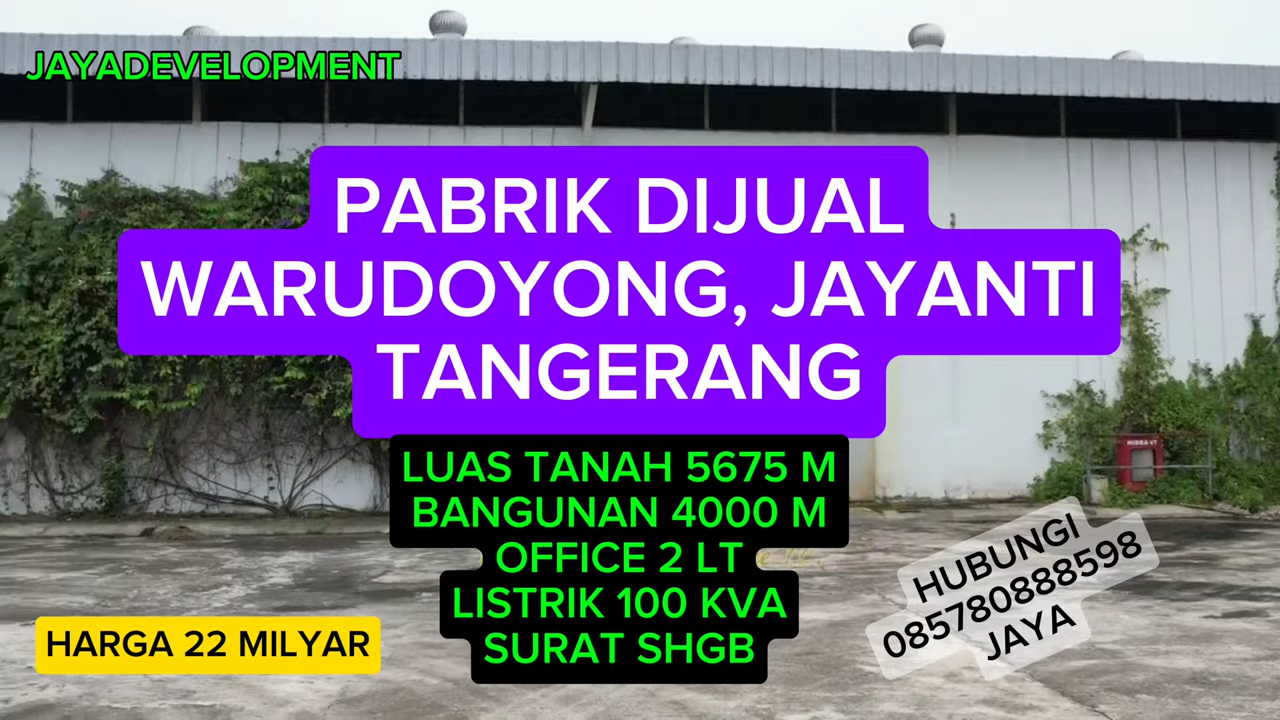 JAYADEVELOPMENT
PABRIK DIJUAL
WARUDOYONG, JAYANTI
TANGERANG
LUAS TANAH 5675 M
BANGUNAN 4000 M
OFFICE 2 LT
LISTRIK 100 KVA
SURAT SHGB
HARGA 22 MILYAR
HUBUNGI
085780888598
JAYA